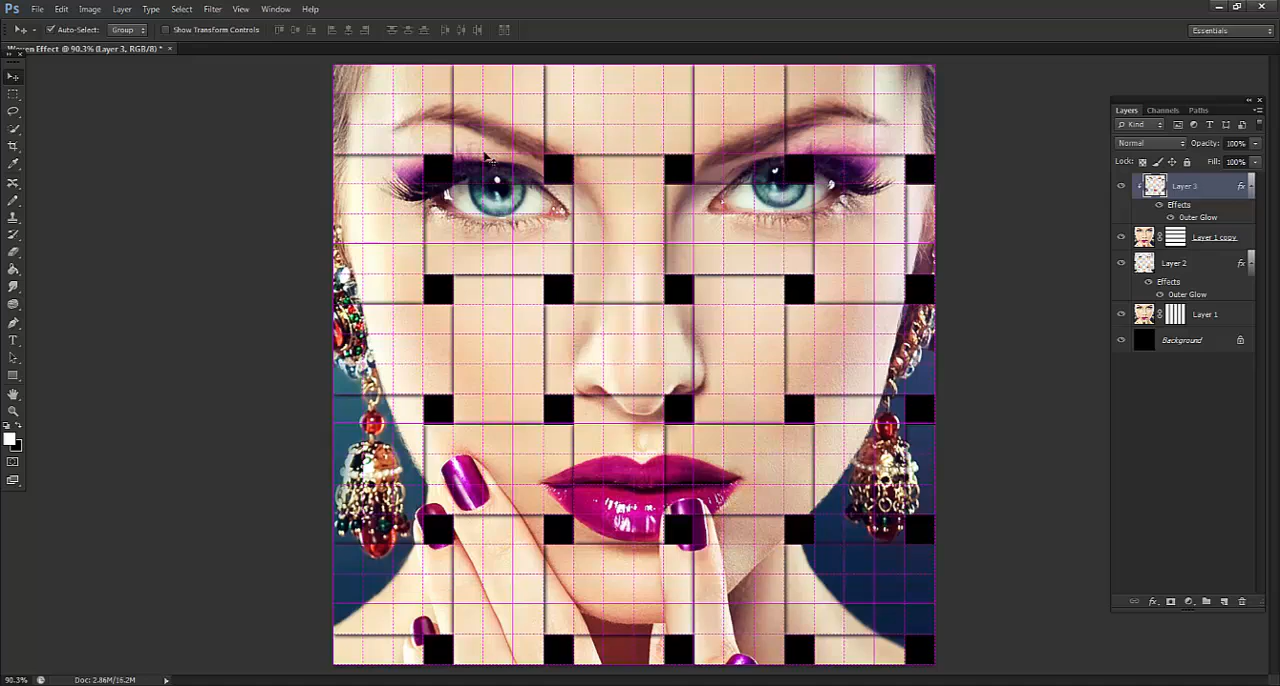 Ps File Edit Image Layer Type Select Filter View Window Help
Auto-Select: Group Show Transform Controls Essentials
Woven Effect @ 90.3% (Layer 3, RGB/8) * ×
Layers Channels Paths
Kind T
Normal Opacity: 100%
Lock: Fill: 100%
Layer 3 fx
Effects
Outer Glow
Layer 1 copy
Layer 2 fx
Effects
Outer Glow
Layer 1
Background
T
fx
90.3% Doc: 2.86M/16.2M